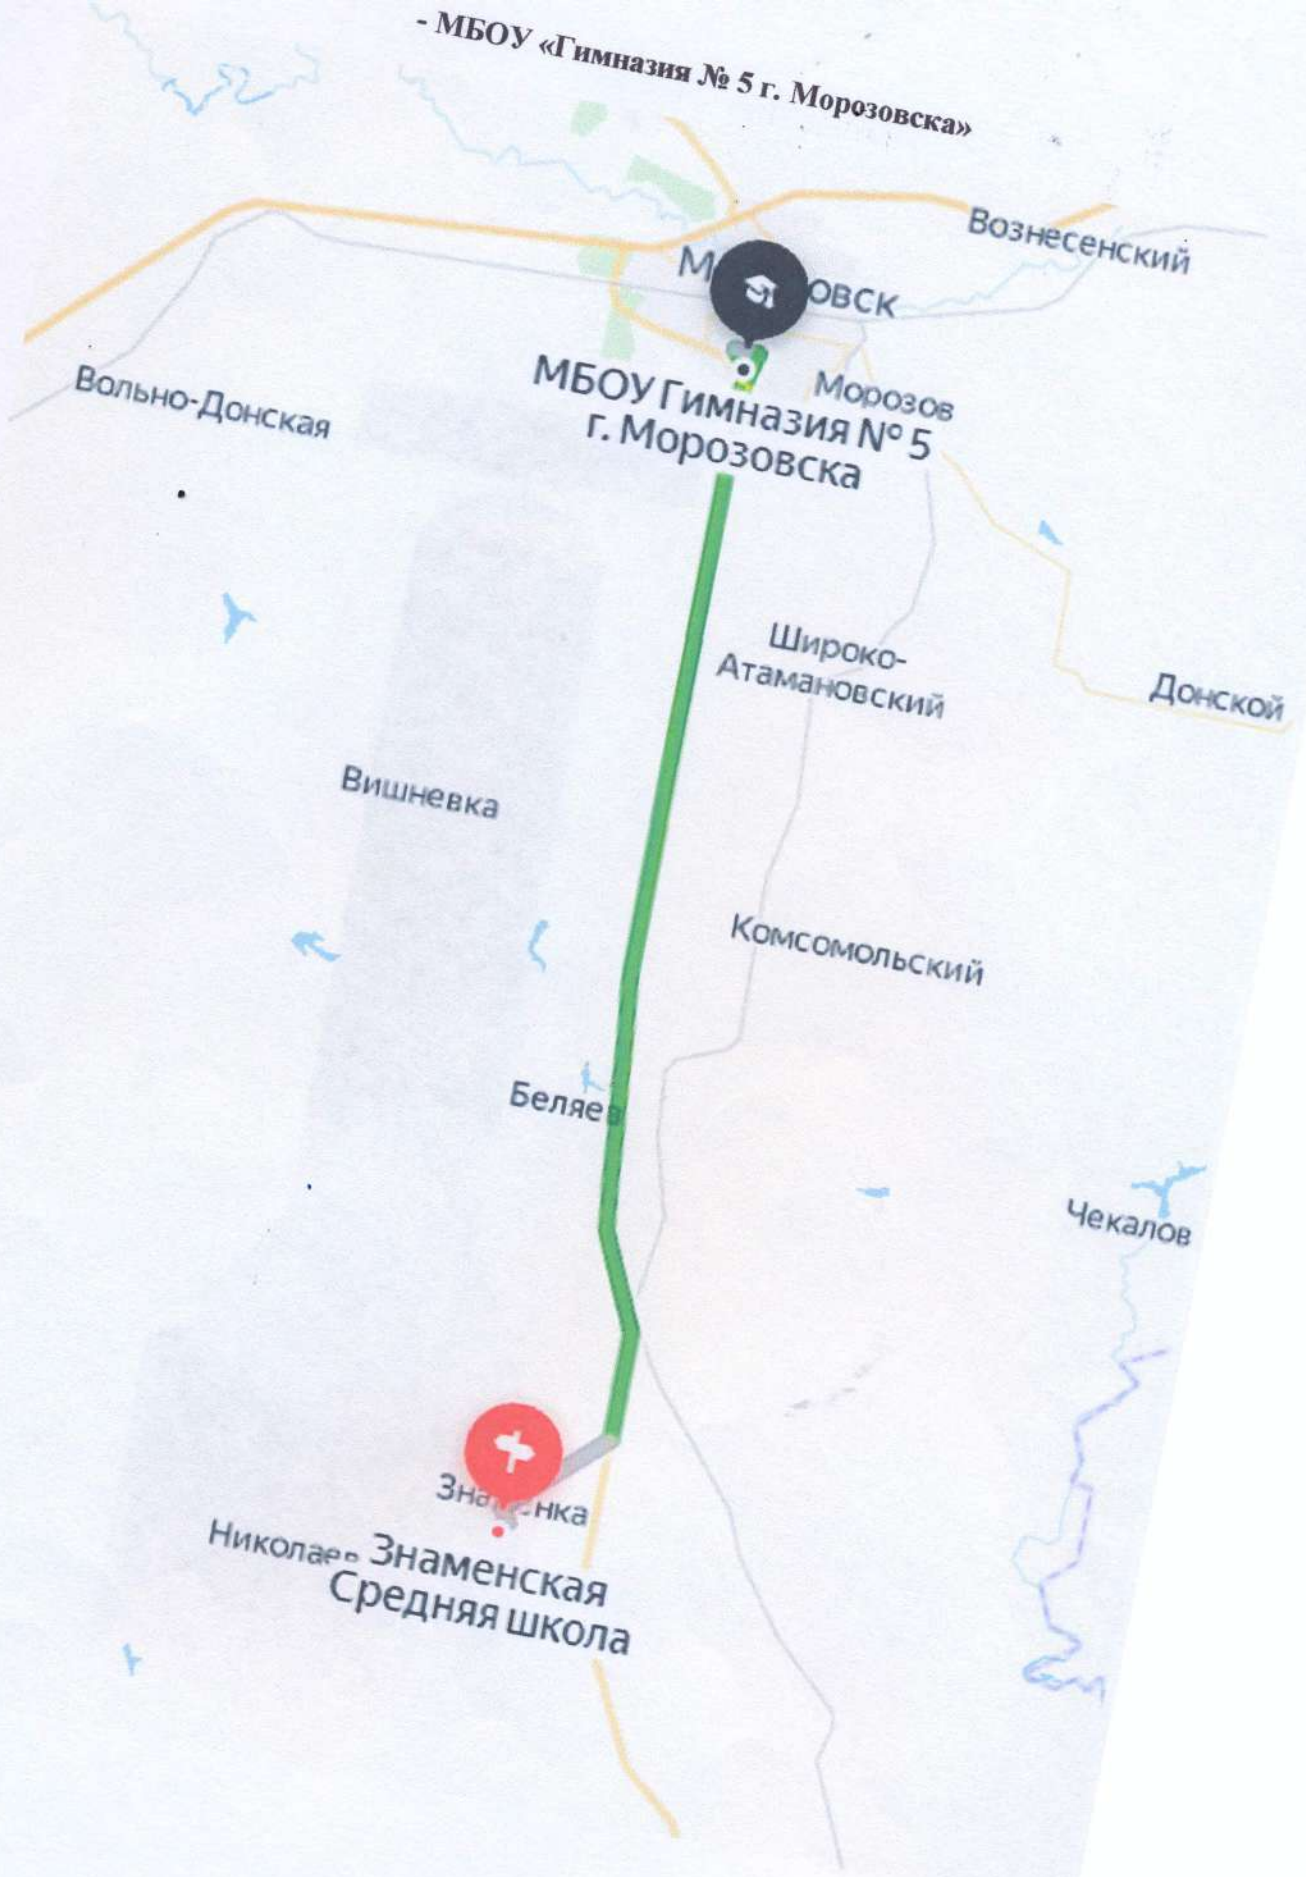 - МБОУ «Гимназия № 5 г. Морозовска»
Вознесенский
Вольно-Донская
Морозов
МБОУ Гимназия № 5
г. Морозовска
Широко-
Атамановский
Донской
Вишневка
Комсомольский
Беляев
Чекалов
Знаменская
Средняя школа